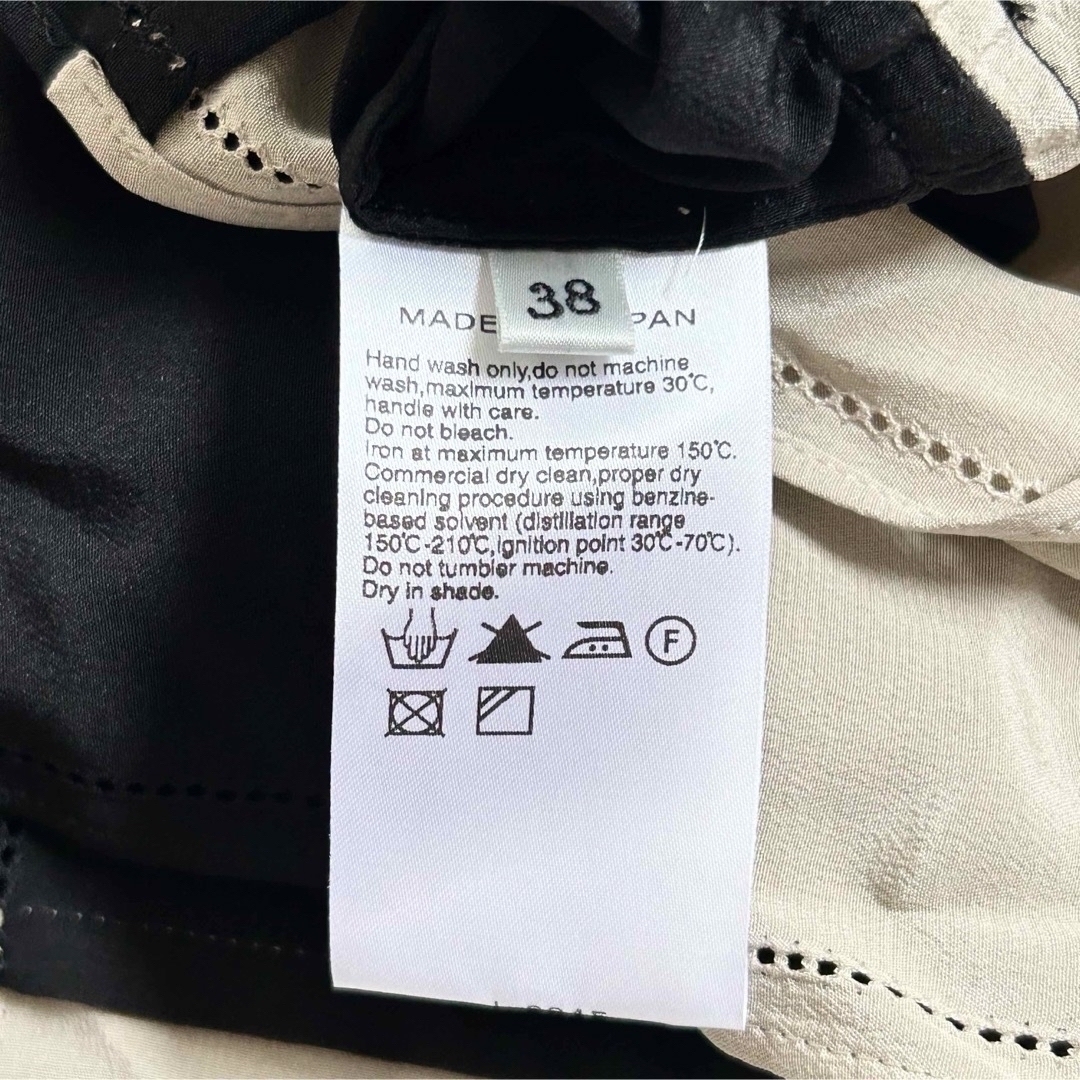 38
MADE PAN
Hand wash only,do not machine
wash,maximum temperature 30℃,
handle with care.
Do not bleach.
Iron at maximum temperature 150℃.
Commercial dry clean,proper dry
cleaning procedure using benzine-
based solvent (distillation range
150℃-210℃,ignition point 30℃-70℃).
Do not tumbler machine.
Dry in shade.
F